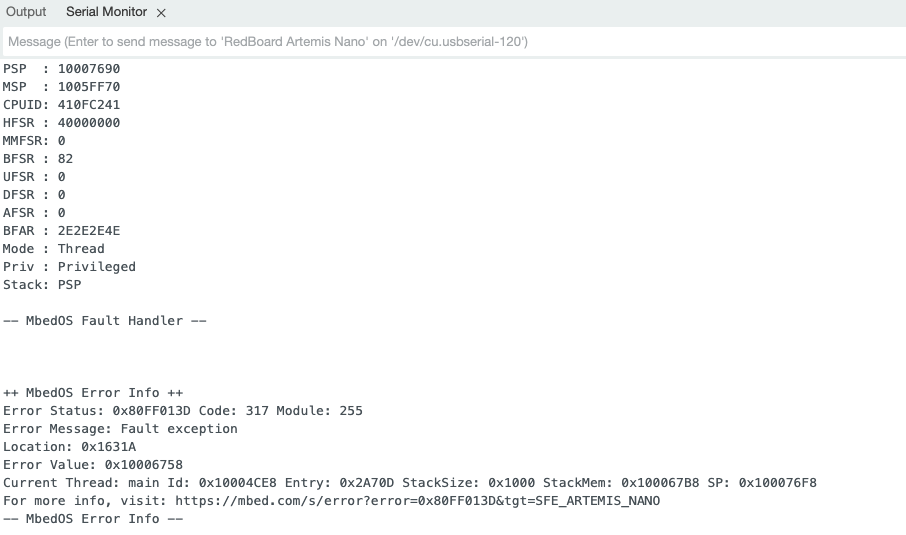 Output Serial Monitor ×
Message (Enter to send message to 'RedBoard Artemis Nano' on '/dev/cu.usbserial-120')
PSP  : 10007690
MSP  : 1005FF70
CPUID: 410FC241
HFSR : 40000000
MMFSR: 0
BFSR : 82
UFSR : 0
DFSR : 0
AFSR : 0
BFAR : 2E2E2E4E
Mode : Thread
Priv : Privileged
Stack: PSP
-- MbedOS Fault Handler --
++ MbedOS Error Info ++
Error Status: 0x80FF013D Code: 317 Module: 255
Error Message: Fault exception
Location: 0x1631A
Error Value: 0x10006758
Current Thread: main Id: 0x10004CE8 Entry: 0x2A70D StackSize: 0x1000 StackMem: 0x100067B8 SP: 0x100076F8
For more info, visit: https://mbed.com/s/error?error=0x80FF013D&tgt=SFE_ARTEMIS_NANO
-- MbedOS Error Info --